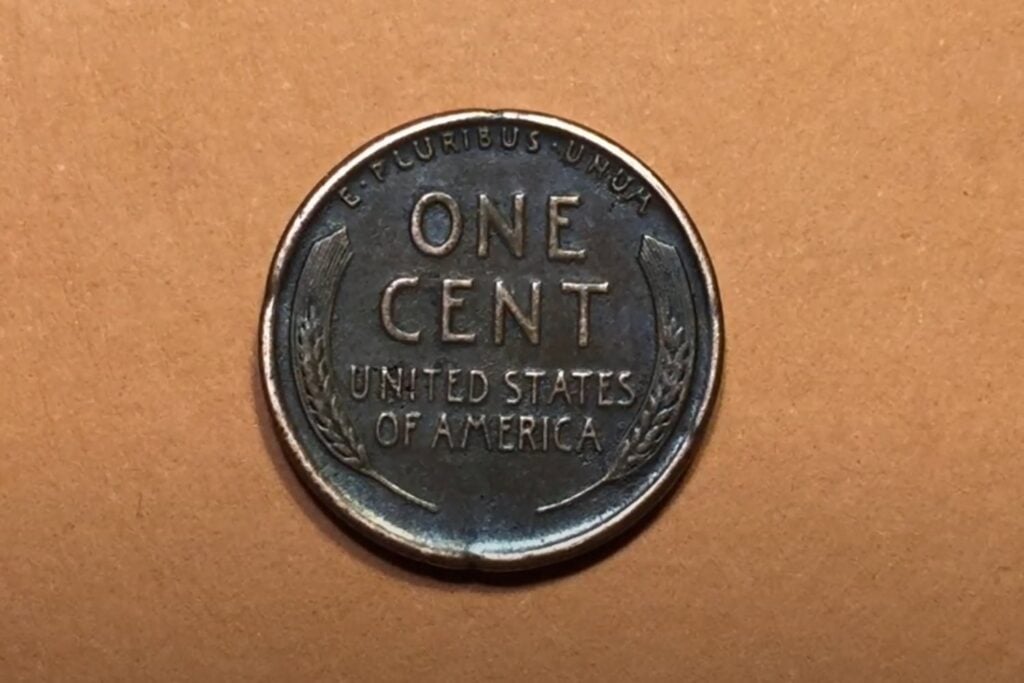 E·PLURIBUS·UNUM
ONE
CENT
UNITED STATES
OF AMERICA